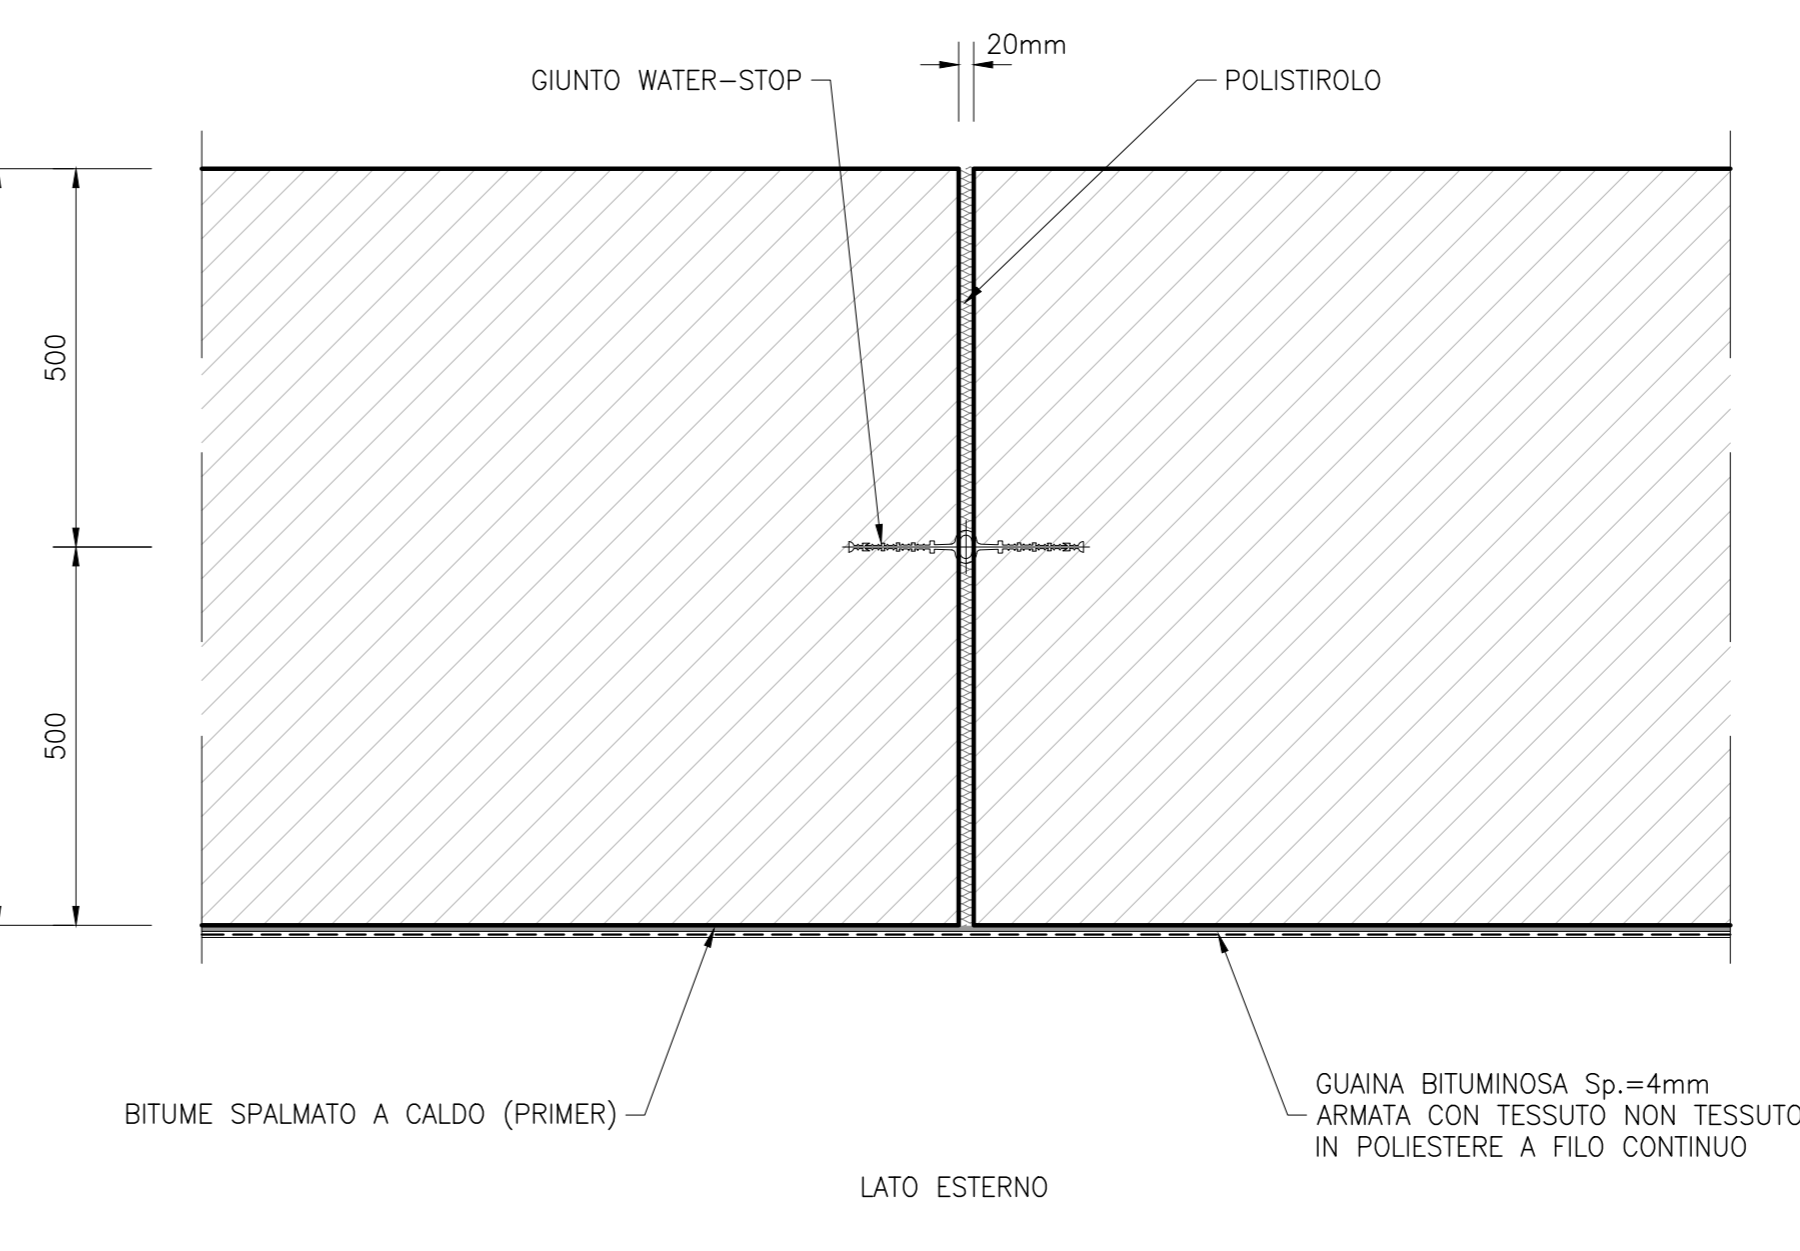 20mm
GIUNTO WATER-STOP
POLISTIROLO
500
500
BITUME SPALMATO A CALDO (PRIMER)
GUAINA BITUMINOSA Sp.=4mm
ARMATA CON TESSUTO NON TESSUTO
IN POLIESTERE A FILO CONTINUO
LATO ESTERNO